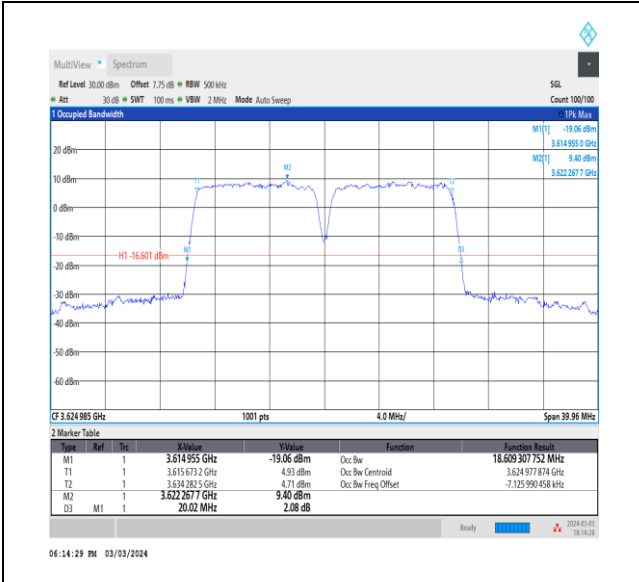 MultiView Spectrum
Ref Level 30.00 dBm Offset 7.75 dB RBW 500 kHz SGL
Att 30 dB SWT 100 ms VBW 2 MHz Mode Auto Sweep Count 100/100
1 Occupied Bandwidth 1Pk Max
M1[1] -19.06 dBm
3.614 955 0 GHz
M2[1] 9.40 dBm
3.622 267 7 GHz
20 dBm
10 dBm
0 dBm
-10 dBm
-20 dBm
-30 dBm
-40 dBm
-50 dBm
-60 dBm
T1
M2
T2
M1
D3
H1 -16.601 dBm
CF 3.624 985 GHz 1001 pts 4.0 MHz/ Span 39.96 MHz
2 Marker Table
Type Ref Trc X-Value Y-Value Function Function Result
M1 1 3.614 955 GHz -19.06 dBm Occ Bw 18.609 307 752 MHz
T1 1 3.615 673 2 GHz 4.93 dBm Occ Bw Centroid 3.624 977 874 GHz
T2 1 3.634 282 5 GHz 4.71 dBm Occ Bw Freq Offset -7.125 990 458 kHz
M2 1 3.622 267 7 GHz 9.40 dBm
D3 M1 1 20.02 MHz 2.08 dB
Ready 2024-03-03
18:14:28
06:14:29 PM 03/03/2024